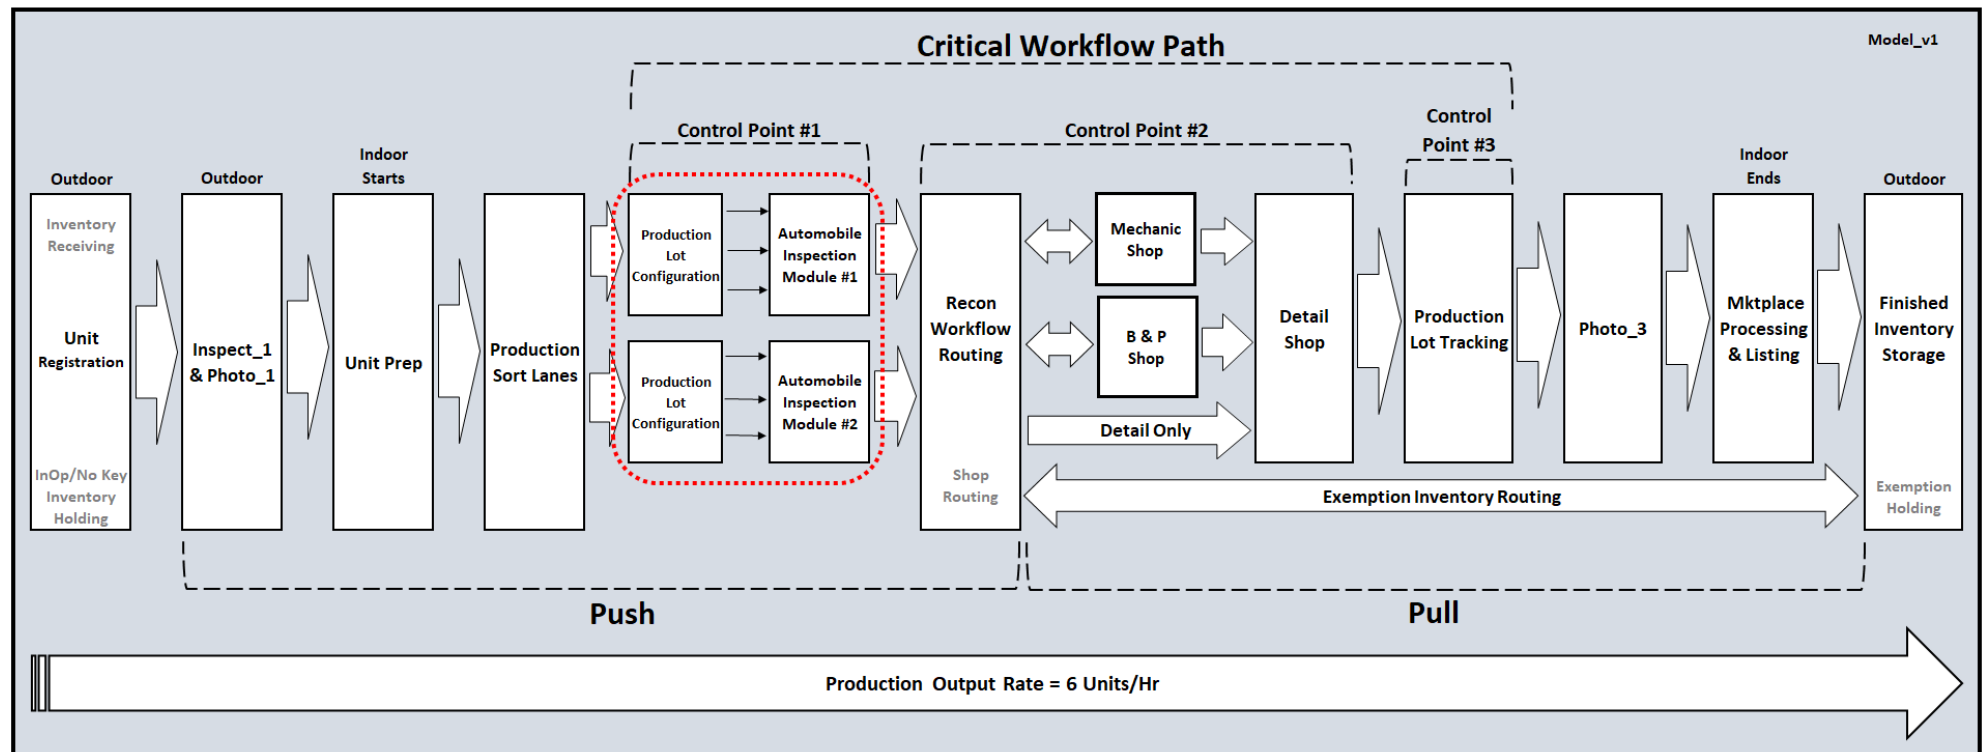 Critical Workflow Path
Model_v1
Control Point #1
Control Point #2
Control
Point #3
Outdoor
Inventory
Receiving
Unit
Registration
InOp/No Key
Inventory
Holding
Outdoor
Inspect_1
& Photo_1
Indoor
Starts
Unit Prep
Production
Sort Lanes
Production
Lot
Configuration
Automobile
Inspection
Module #1
Production
Lot
Configuration
Automobile
Inspection
Module #2
Recon
Workflow
Routing
Shop
Routing
Mechanic
Shop
B & P
Shop
Detail Only
Detail
Shop
Production
Lot Tracking
Photo_3
Indoor
Ends
Mktplace
Processing
& Listing
Outdoor
Finished
Inventory
Storage
Exemption
Holding
Exemption Inventory Routing
Push
Pull
Production Output Rate = 6 Units/Hr